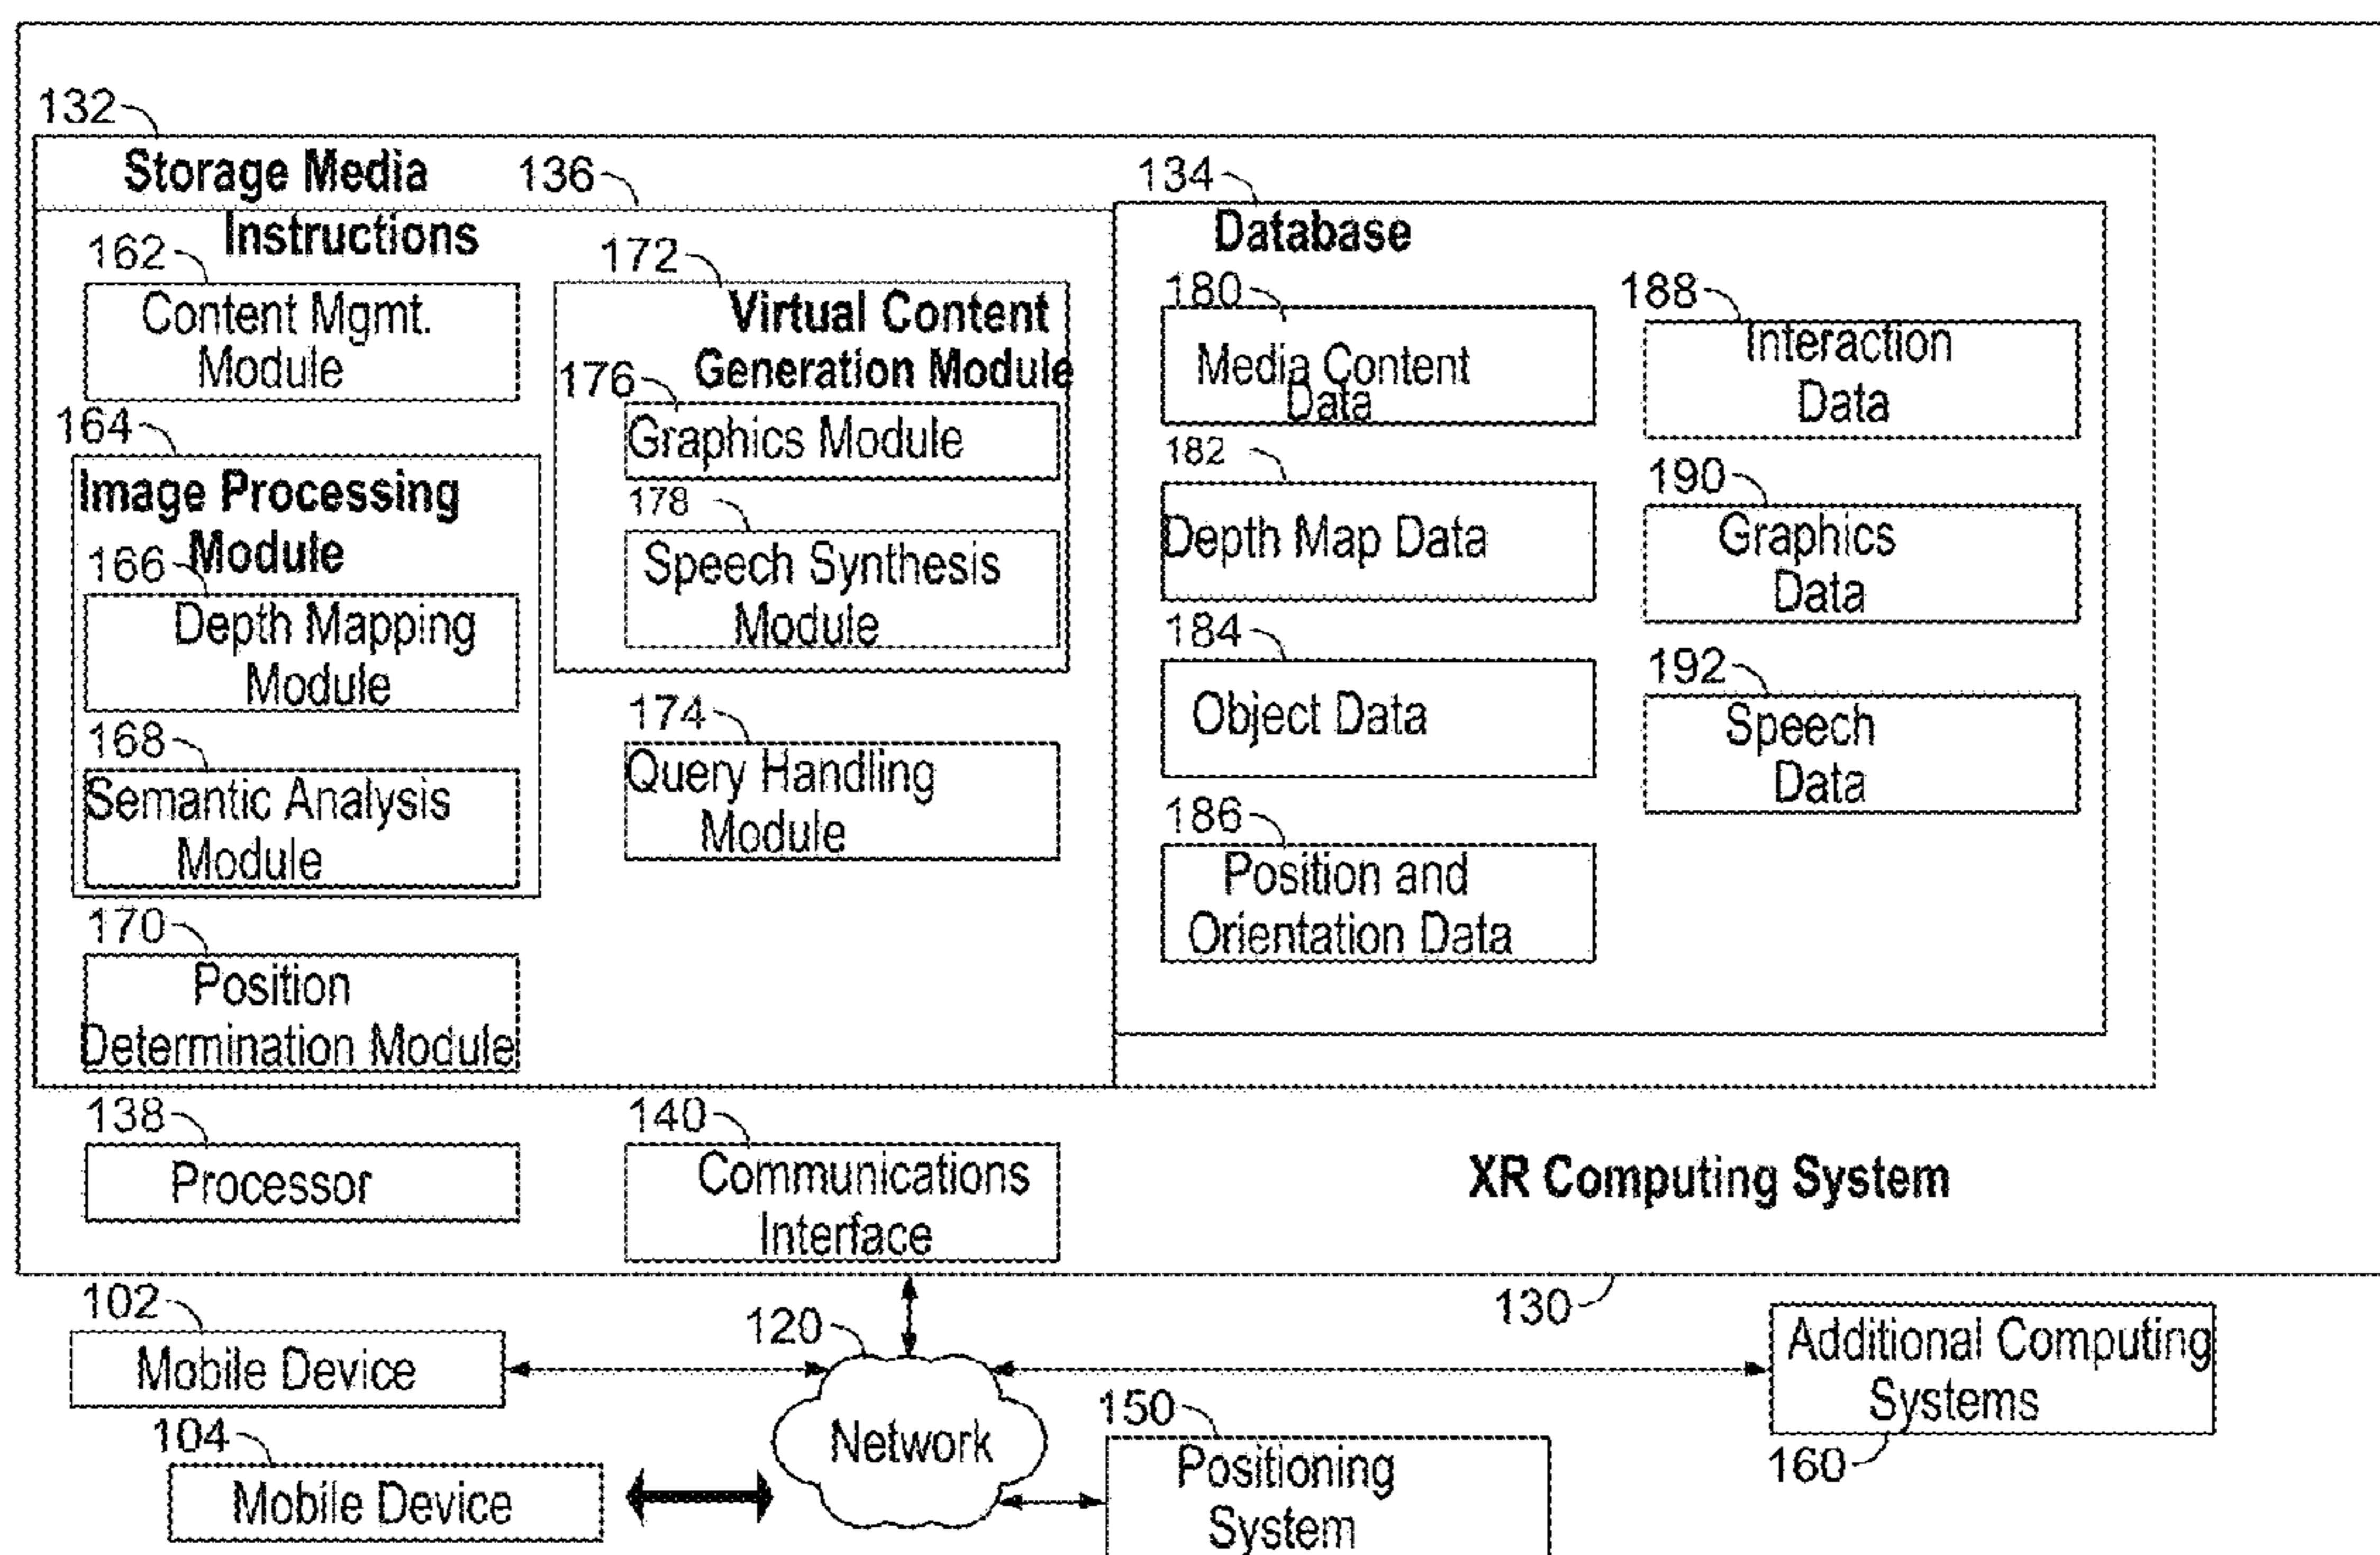 132
Storage Media
136
Instructions
162
Content Mgmt.
Module
164
Image Processing
Module
166
Depth Mapping
Module
168
Semantic Analysis
Module
170
Position
Determination Module
172
Virtual Content
Generation Module
176
Graphics Module
178
Speech Synthesis
Module
174
Query Handling
Module
134
Database
180
Media Content
Data
182
Depth Map Data
184
Object Data
186
Position and
Orientation Data
188
Interaction
Data
190
Graphics
Data
192
Speech
Data
138
Processor
140
Communications
Interface
XR Computing System
130
102
Mobile Device
104
Mobile Device
120
Network
150
Positioning
System
Additional Computing
Systems
160